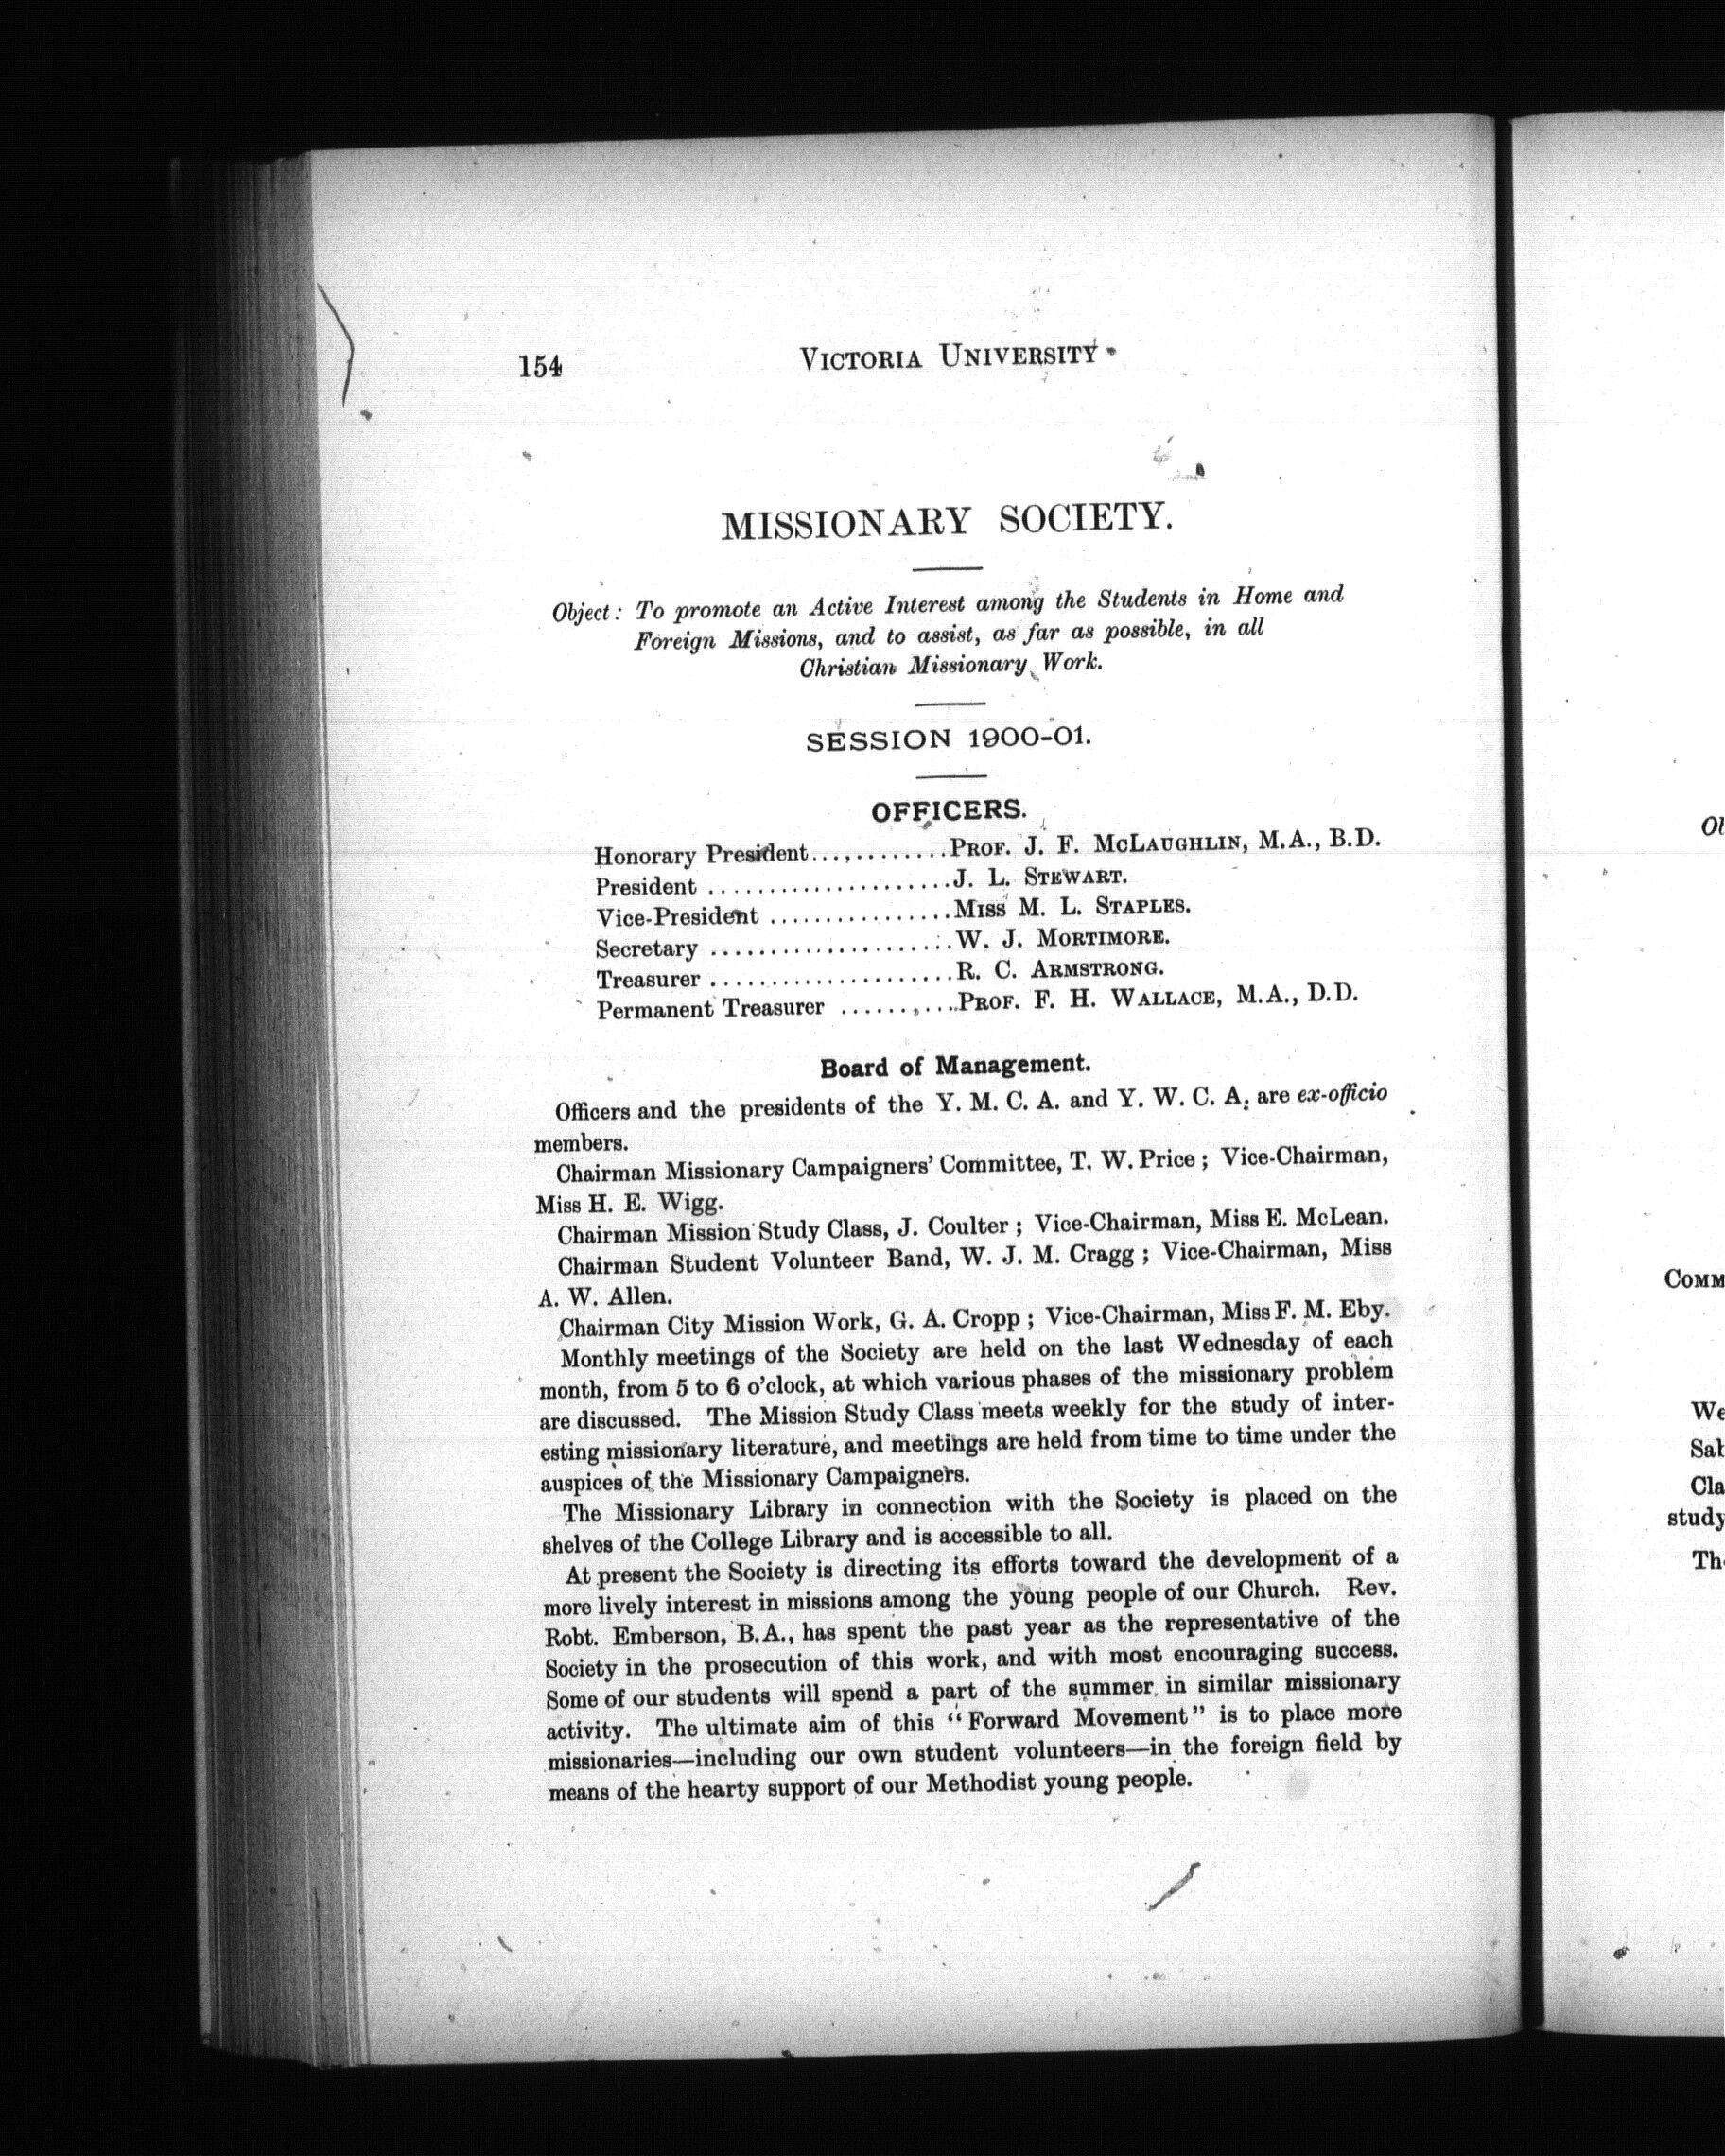 154 VICTORIA UNIVERSITY
MISSIONARY SOCIETY.
Object: To promote an Active Interest among the Students in Home and
Foreign Missions, and to assist, as far as possible, in all
Christian Missionary Work.
SESSION 1900-01.
OFFICERS.
Honorary President..............PROF. J. F. MCLAUGHLIN, M.A., B.D.
President ......................J. L. STEWART.
Vice-President ................MISS M. L. STAPLES.
Secretary ......................W. J. MORTIMORE.
Treasurer ......................R. C. ARMSTRONG.
Permanent Treasurer ...........PROF. F. H. WALLACE, M.A., D.D.
Board of Management.
Officers and the presidents of the Y. M. C. A. and Y. W. C. A. are ex-officio
members.
Chairman Missionary Campaigners' Committee, T. W. Price; Vice-Chairman,
Miss H. E. Wigg.
Chairman Mission Study Class, J. Coulter; Vice-Chairman, Miss E. McLean.
Chairman Student Volunteer Band, W. J. M. Cragg; Vice-Chairman, Miss
A. W. Allen.
Chairman City Mission Work, G. A. Cropp; Vice-Chairman, Miss F. M. Eby.
Monthly meetings of the Society are held on the last Wednesday of each
month, from 5 to 6 o'clock, at which various phases of the missionary problem
are discussed. The Mission Study Class meets weekly for the study of inter-
esting missionary literature, and meetings are held from time to time under the
auspices of the Missionary Campaigners.
The Missionary Library in connection with the Society is placed on the
shelves of the College Library and is accessible to all.
At present the Society is directing its efforts toward the development of a
more lively interest in missions among the young people of our Church. Rev.
Robt. Emberson, B.A., has spent the past year as the representative of the
Society in the prosecution of this work, and with most encouraging success.
Some of our students will spend a part of the summer in similar missionary
activity. The ultimate aim of this "Forward Movement" is to place more
missionaries—including our own student volunteers—in the foreign field by
means of the hearty support of our Methodist young people.
Ol
COMM
We
Sab
Cla
study
Th